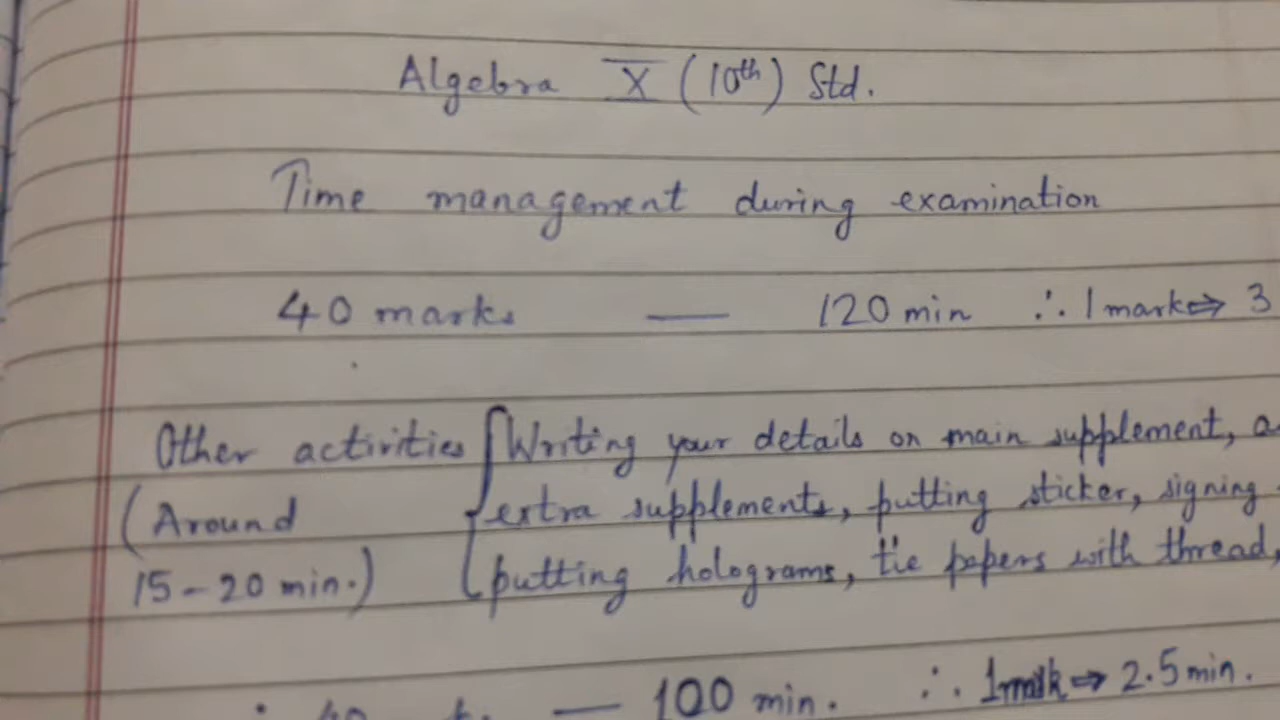 Algebra X (10th) Std.
Time management during examination
40 marks — 120 min ∴ 1 mark ⇒ 3
Other activities { Writing your details on main supplement,
(Around extra supplements, putting sticker, signing
15-20 min.) putting holograms, tie papers with thread,
∴ 40 — 100 min. ∴ 1 mark ⇒ 2.5 min.